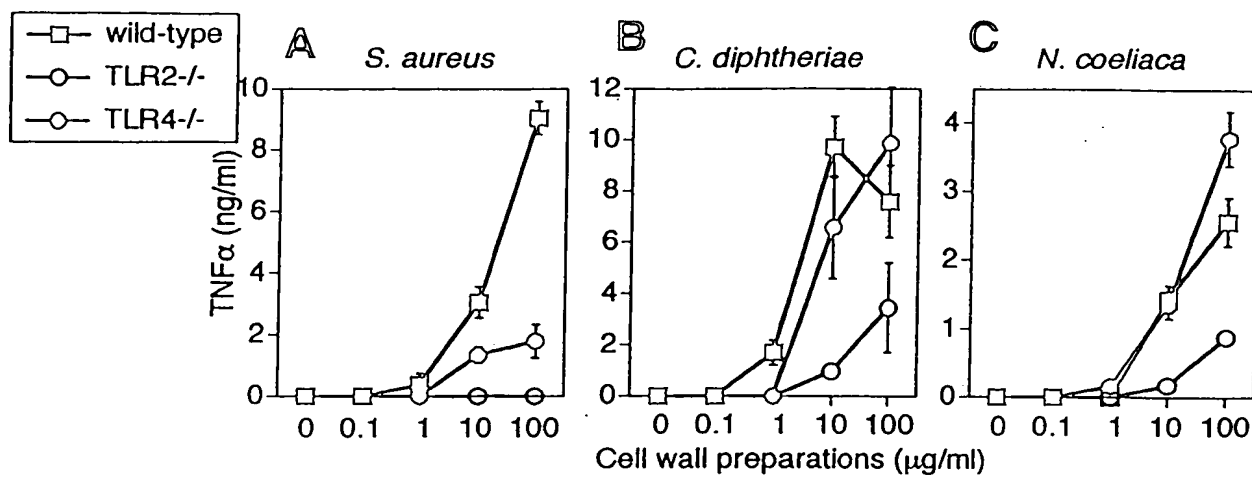 wild-type
TLR2-/-
TLR4-/-
A
S. aureus
B
C. diphtheriae
C
N. coeliaca
TNFα (ng/ml)
10
8
6
4
2
0
0 0.1 1 10 100
12
10
8
6
4
2
0
0 0.1 1 10 100
4
3
2
1
0
0 0.1 1 10 100
Cell wall preparations (μg/ml)